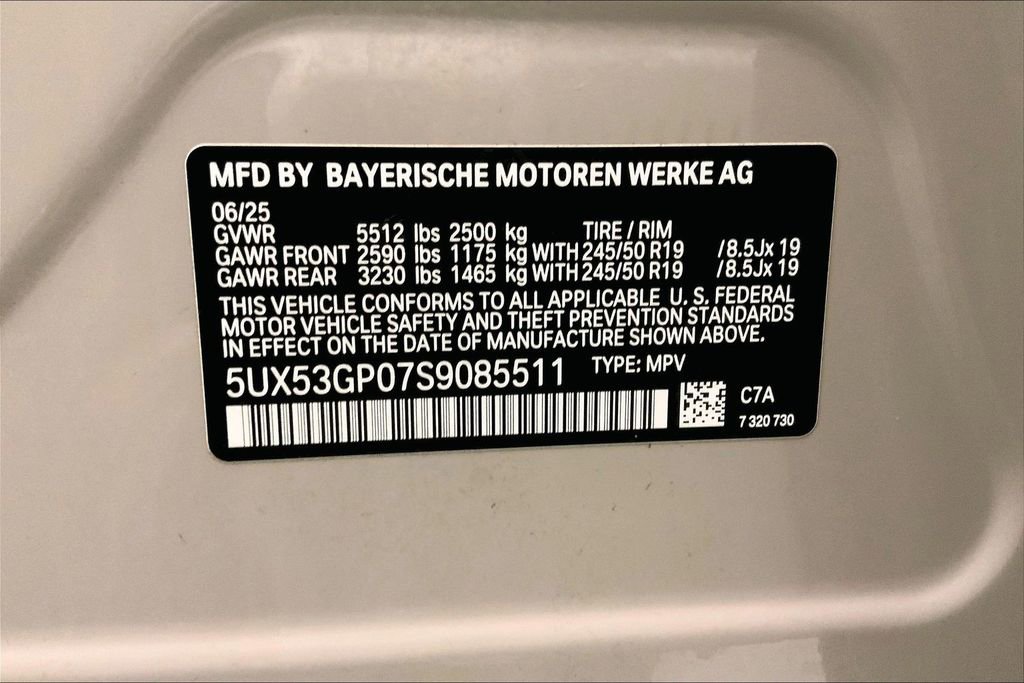 MFD BY BAYERISCHE MOTOREN WERKE AG
06/25
GVWR 5512 lbs 2500 kg TIRE / RIM
GAWR FRONT 2590 lbs 1175 kg WITH 245/50 R19 /8.5Jx 19
GAWR REAR 3230 lbs 1465 kg WITH 245/50 R19 /8.5Jx 19
THIS VEHICLE CONFORMS TO ALL APPLICABLE U. S. FEDERAL
MOTOR VEHICLE SAFETY AND THEFT PREVENTION STANDARDS
IN EFFECT ON THE DATE OF MANUFACTURE SHOWN ABOVE.
5UX53GP07S9085511 TYPE: MPV
C7A
7 320 730